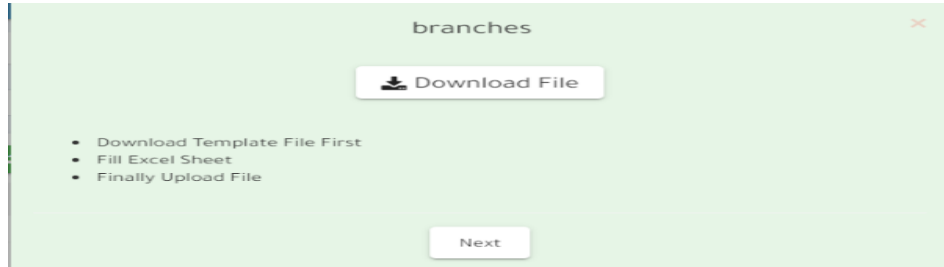 branches
Download File
Download Template File First
Fill Excel Sheet
Finally Upload File
Next